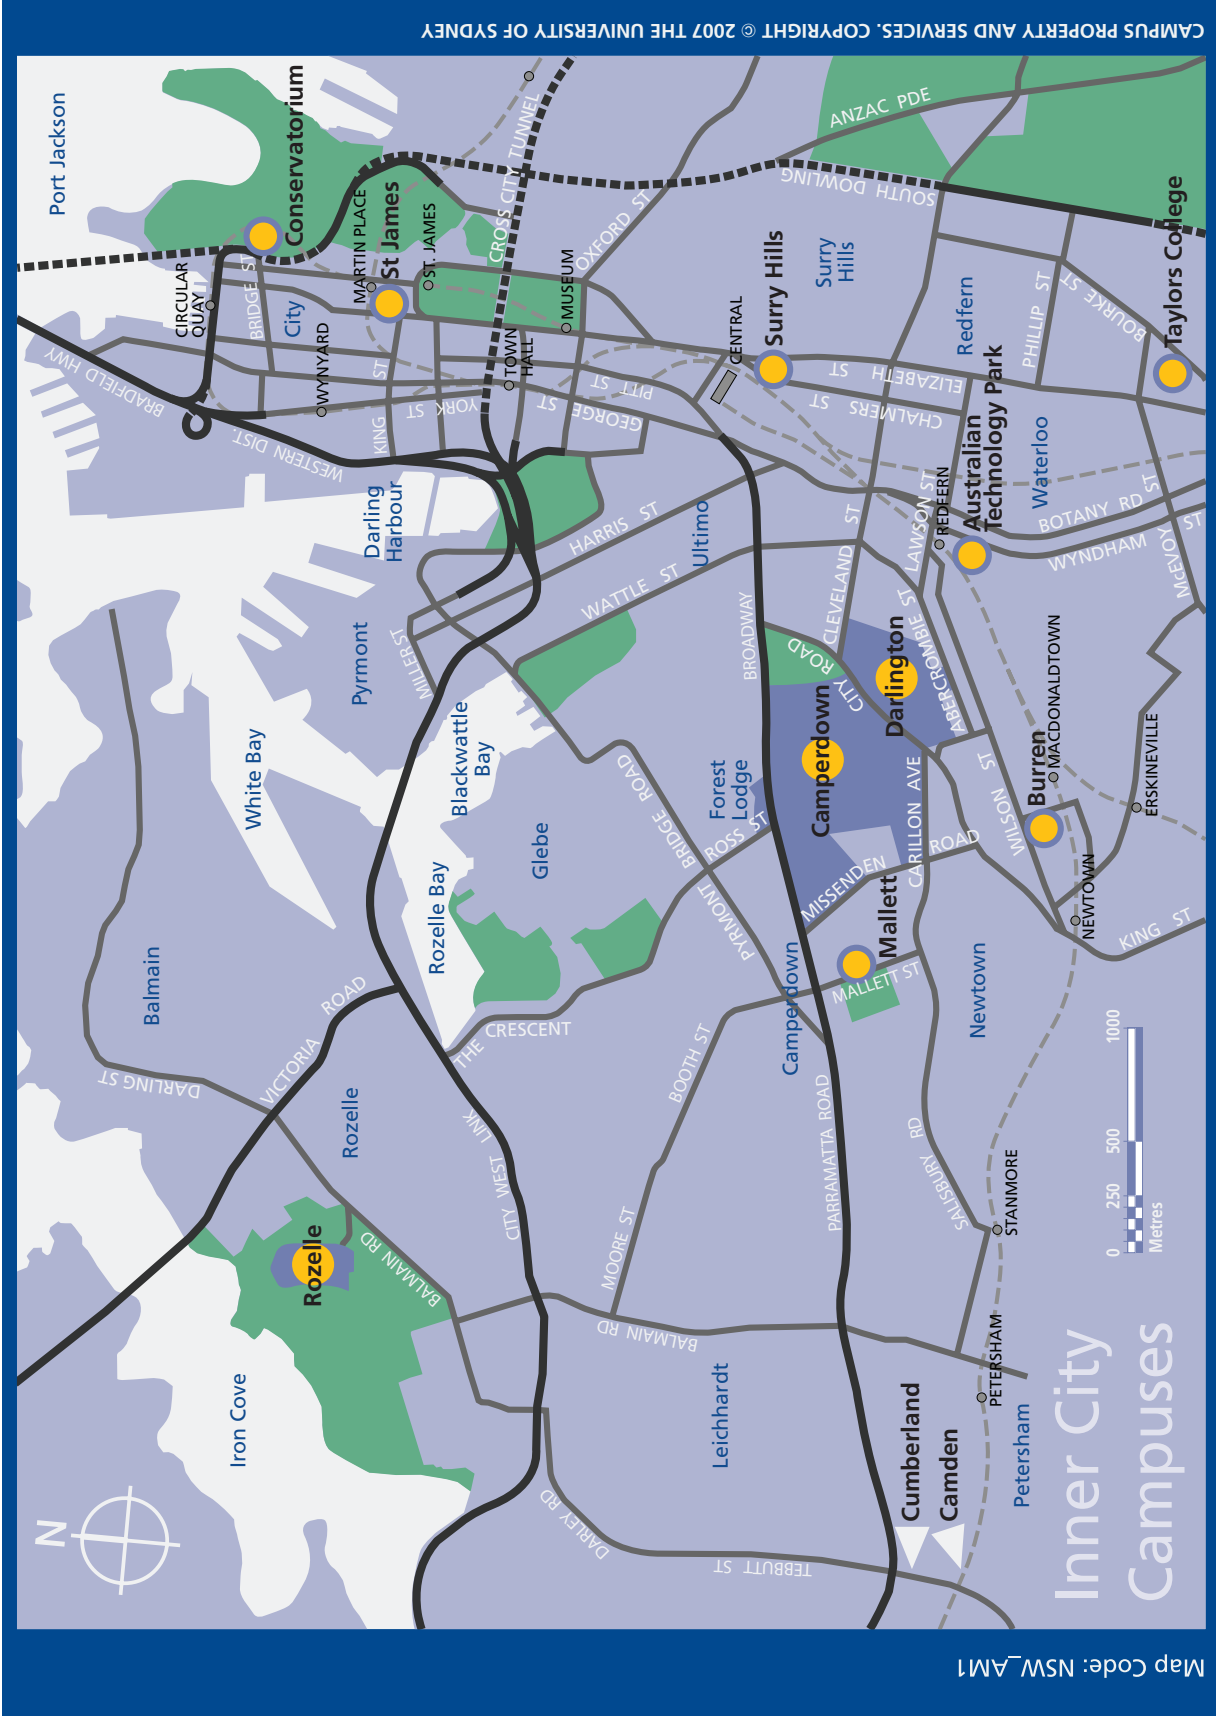 CAMPUS PROPERTY AND SERVICES. COPYRIGHT © 2007 THE UNIVERSITY OF SYDNEY
Port Jackson
Conservatorium
CIRCULAR
QUAY
BRIDGE ST
City
MARTIN PLACE
St James
ST. JAMES
WYNYARD
CROSS CITY TUNNEL
OXFORD ST
MUSEUM
TOWN
HALL
ANZAC PDE
SOUTH DOWLING
Surry
Hills
Surry Hills
CENTRAL
Taylors College
BOURKE ST
PHILLIP ST
Redfern
ELIZABETH ST
CHALMERS ST
PITT ST
GEORGE ST
YORK ST
KING ST
BRADFIELD HWY
WESTERN DIST.
Darling
Harbour
HARRIS ST
WATTLE ST
Ultimo
Australian
Technology Park
Waterloo
REDFERN
LAWSON ST
BOTANY RD
WYNDHAM ST
McEVOY ST
CLEVELAND ST
ABERCROMBIE ST
BROADWAY
CITY ROAD
Darlington
Camperdown
MILLER ST
Pyrmont
White Bay
Blackwattle
Bay
Glebe
Forest
Lodge
BRIDGE ROAD
ROSS ST
PYRMONT
MISSENDEN ROAD
CARILLON AVE
WILSON ST
Burren
MACDONALDTOWN
ERSKINEVILLE
NEWTOWN
KING ST
Mallett
MALLETT ST
Camperdown
Newtown
Rozelle Bay
Balmain
VICTORIA ROAD
DARLING ST
THE CRESCENT
BOOTH ST
Rozelle
CITY WEST LINK
PARRAMATTA ROAD
SALISBURY RD
STANMORE
MOORE ST
Rozelle
BALMAIN RD
BALMAIN RD
Iron Cove
Leichhardt
PETERSHAM
Petersham
Cumberland
Camden
DARLEY RD
TEBBUTT ST
N
0 250 500 1000
Metres
Inner City
Campuses
Map Code: NSW_AM1